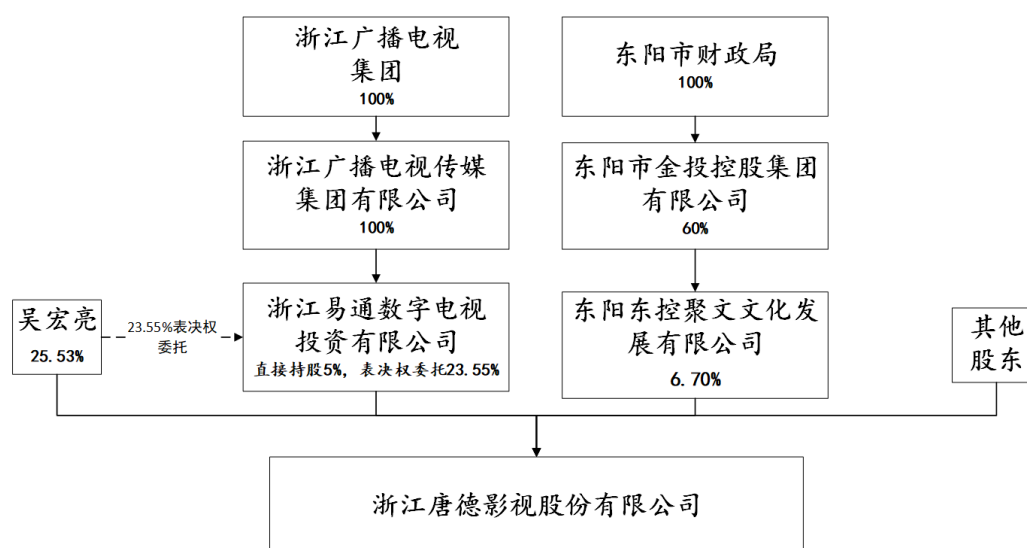 浙江广播电视
集团
100%
东阳市财政局
100%
浙江广播电视传媒
集团有限公司
100%
东阳市金投控股集团
有限公司
60%
吴宏亮
25.53%
23.55%表决权
委托
浙江易通数字电视
投资有限公司
直接持股5%，表决权委托23.55%
东阳东控聚文文化发
展有限公司
6.70%
其他
股东
浙江唐德影视股份有限公司